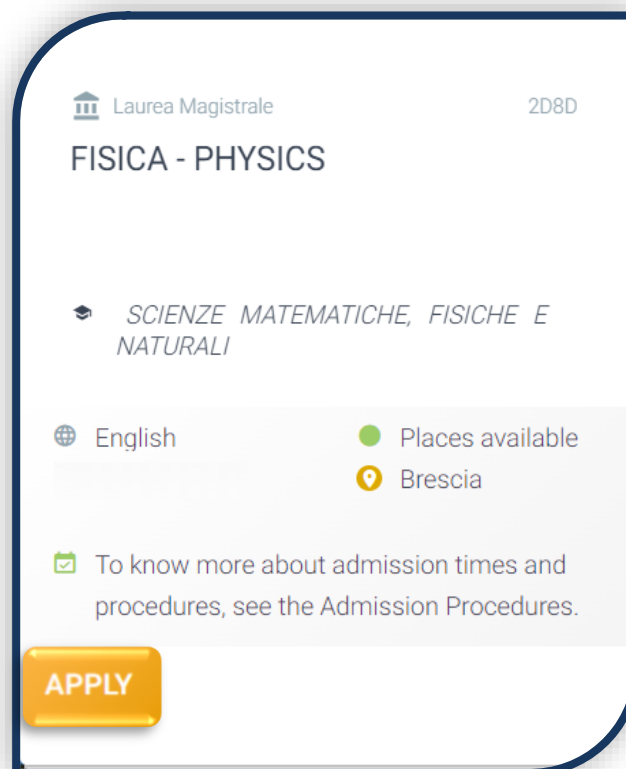 Laurea Magistrale 2D8D
FISICA - PHYSICS
SCIENZE MATEMATICHE, FISICHE E
NATURALI
English Places available
Brescia
To know more about admission times and
procedures, see the Admission Procedures.
APPLY